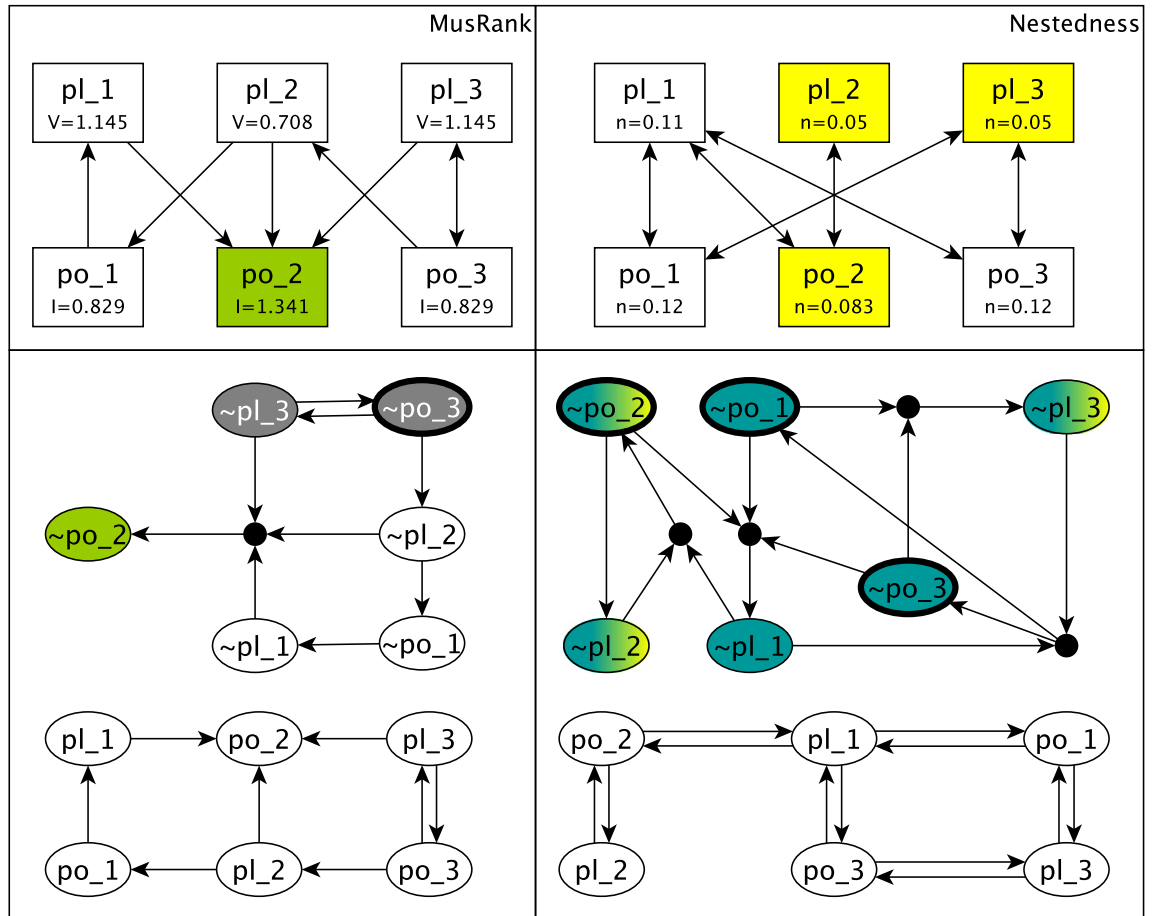 MusRank
Nestedness
pl_1
V=1.145
pl_2
V=0.708
pl_3
V=1.145
po_1
I=0.829
po_2
I=1.341
po_3
I=0.829
pl_1
n=0.11
pl_2
n=0.05
pl_3
n=0.05
po_1
n=0.12
po_2
n=0.083
po_3
n=0.12
~pl_3
~po_3
~po_2
~pl_2
~pl_1
~po_1
pl_1
po_2
pl_3
po_1
pl_2
po_3
~po_2
~po_1
~pl_3
~po_3
~pl_2
~pl_1
po_2
pl_1
po_1
pl_2
po_3
pl_3